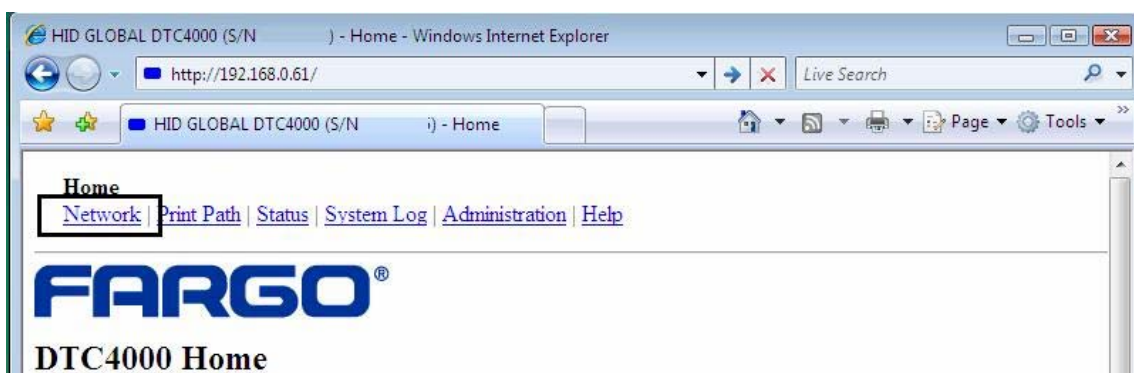 HID GLOBAL DTC4000 (S/N ) - Home - Windows Internet Explorer
http://192.168.0.61/
Live Search
HID GLOBAL DTC4000 (S/N ) - Home
Page
Tools
Home
Network | Print Path | Status | System Log | Administration | Help
FARGO®
DTC4000 Home